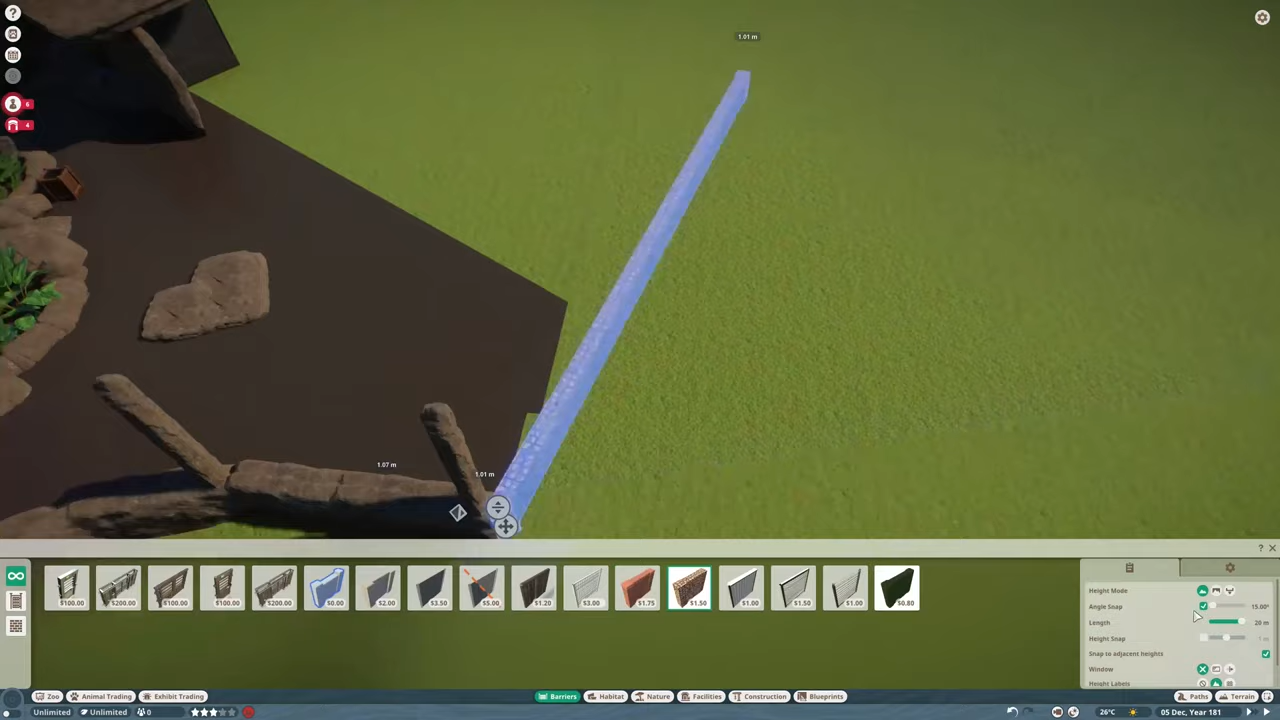 ?
6
4
1.01 m
1.07 m
1.01 m
? ×
$100.00 $200.00 $100.00 $100.00 $200.00 $0.00 $2.00 $3.50 $5.00 $1.20 $3.00 $1.75 $1.50 $1.00 $1.50 $1.00 $0.80
Height Mode
Angle Snap 15.00°
Length 20 m
Height Snap 1 m
Snap to adjacent heights
Window
Height Labels
Zoo Animal Trading Exhibit Trading Barriers Habitat Nature Facilities Construction Blueprints Paths Terrain
Unlimited Unlimited 0 26°C 05 Dec, Year 181